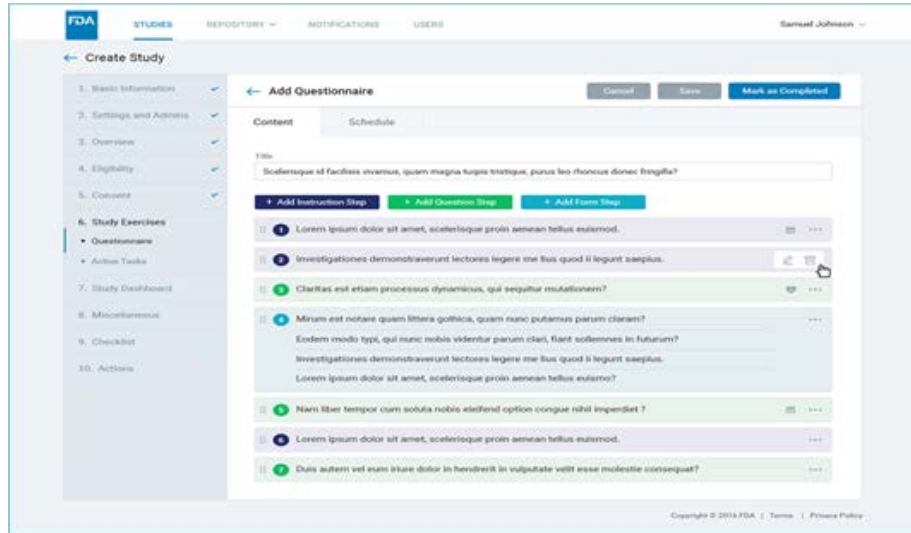 FDA STUDIES REPOSITORY NOTIFICATIONS USERS Samuel Johnson
← Create Study
1. Basic Information
2. Settings and Admins
3. Overview
4. Eligibility
5. Consent
6. Study Exercises
• Questionnaire
• Active Tasks
7. Study Dashboard
8. Miscellaneous
9. Checklist
10. Actions
← Add Questionnaire Cancel Save Mark as Completed
Content Schedule
Title
Scelerisque id facilisis vivamus, quam magna turpis tristique, purus leo rhoncus donec fringilla?
+ Add Instruction Step + Add Question Step + Add Form Step
1 Lorem ipsum dolor sit amet, scelerisque proin aenean tellus euismod.
2 Investigationes demonstraverunt lectores legere me lius quod ii legunt saepius.
3 Claritas est etiam processus dynamicus, qui sequitur mutationem?
4 Mirum est notare quam littera gothica, quam nunc putamus parum claram?
Eodem modo typi, qui nunc nobis videntur parum clari, fiant sollemnes in futurum?
Investigationes demonstraverunt lectores legere me lius quod ii legunt saepius.
Lorem ipsum dolor sit amet, scelerisque proin aenean tellus euismo?
5 Nam liber tempor cum soluta nobis eleifend option congue nihil imperdiet ?
6 Lorem ipsum dolor sit amet, scelerisque proin aenean tellus euismod.
7 Duis autem vel eum iriure dolor in hendrerit in vulputate velit esse molestie consequat?
Copyright © 2016 FDA | Terms | Privacy Policy